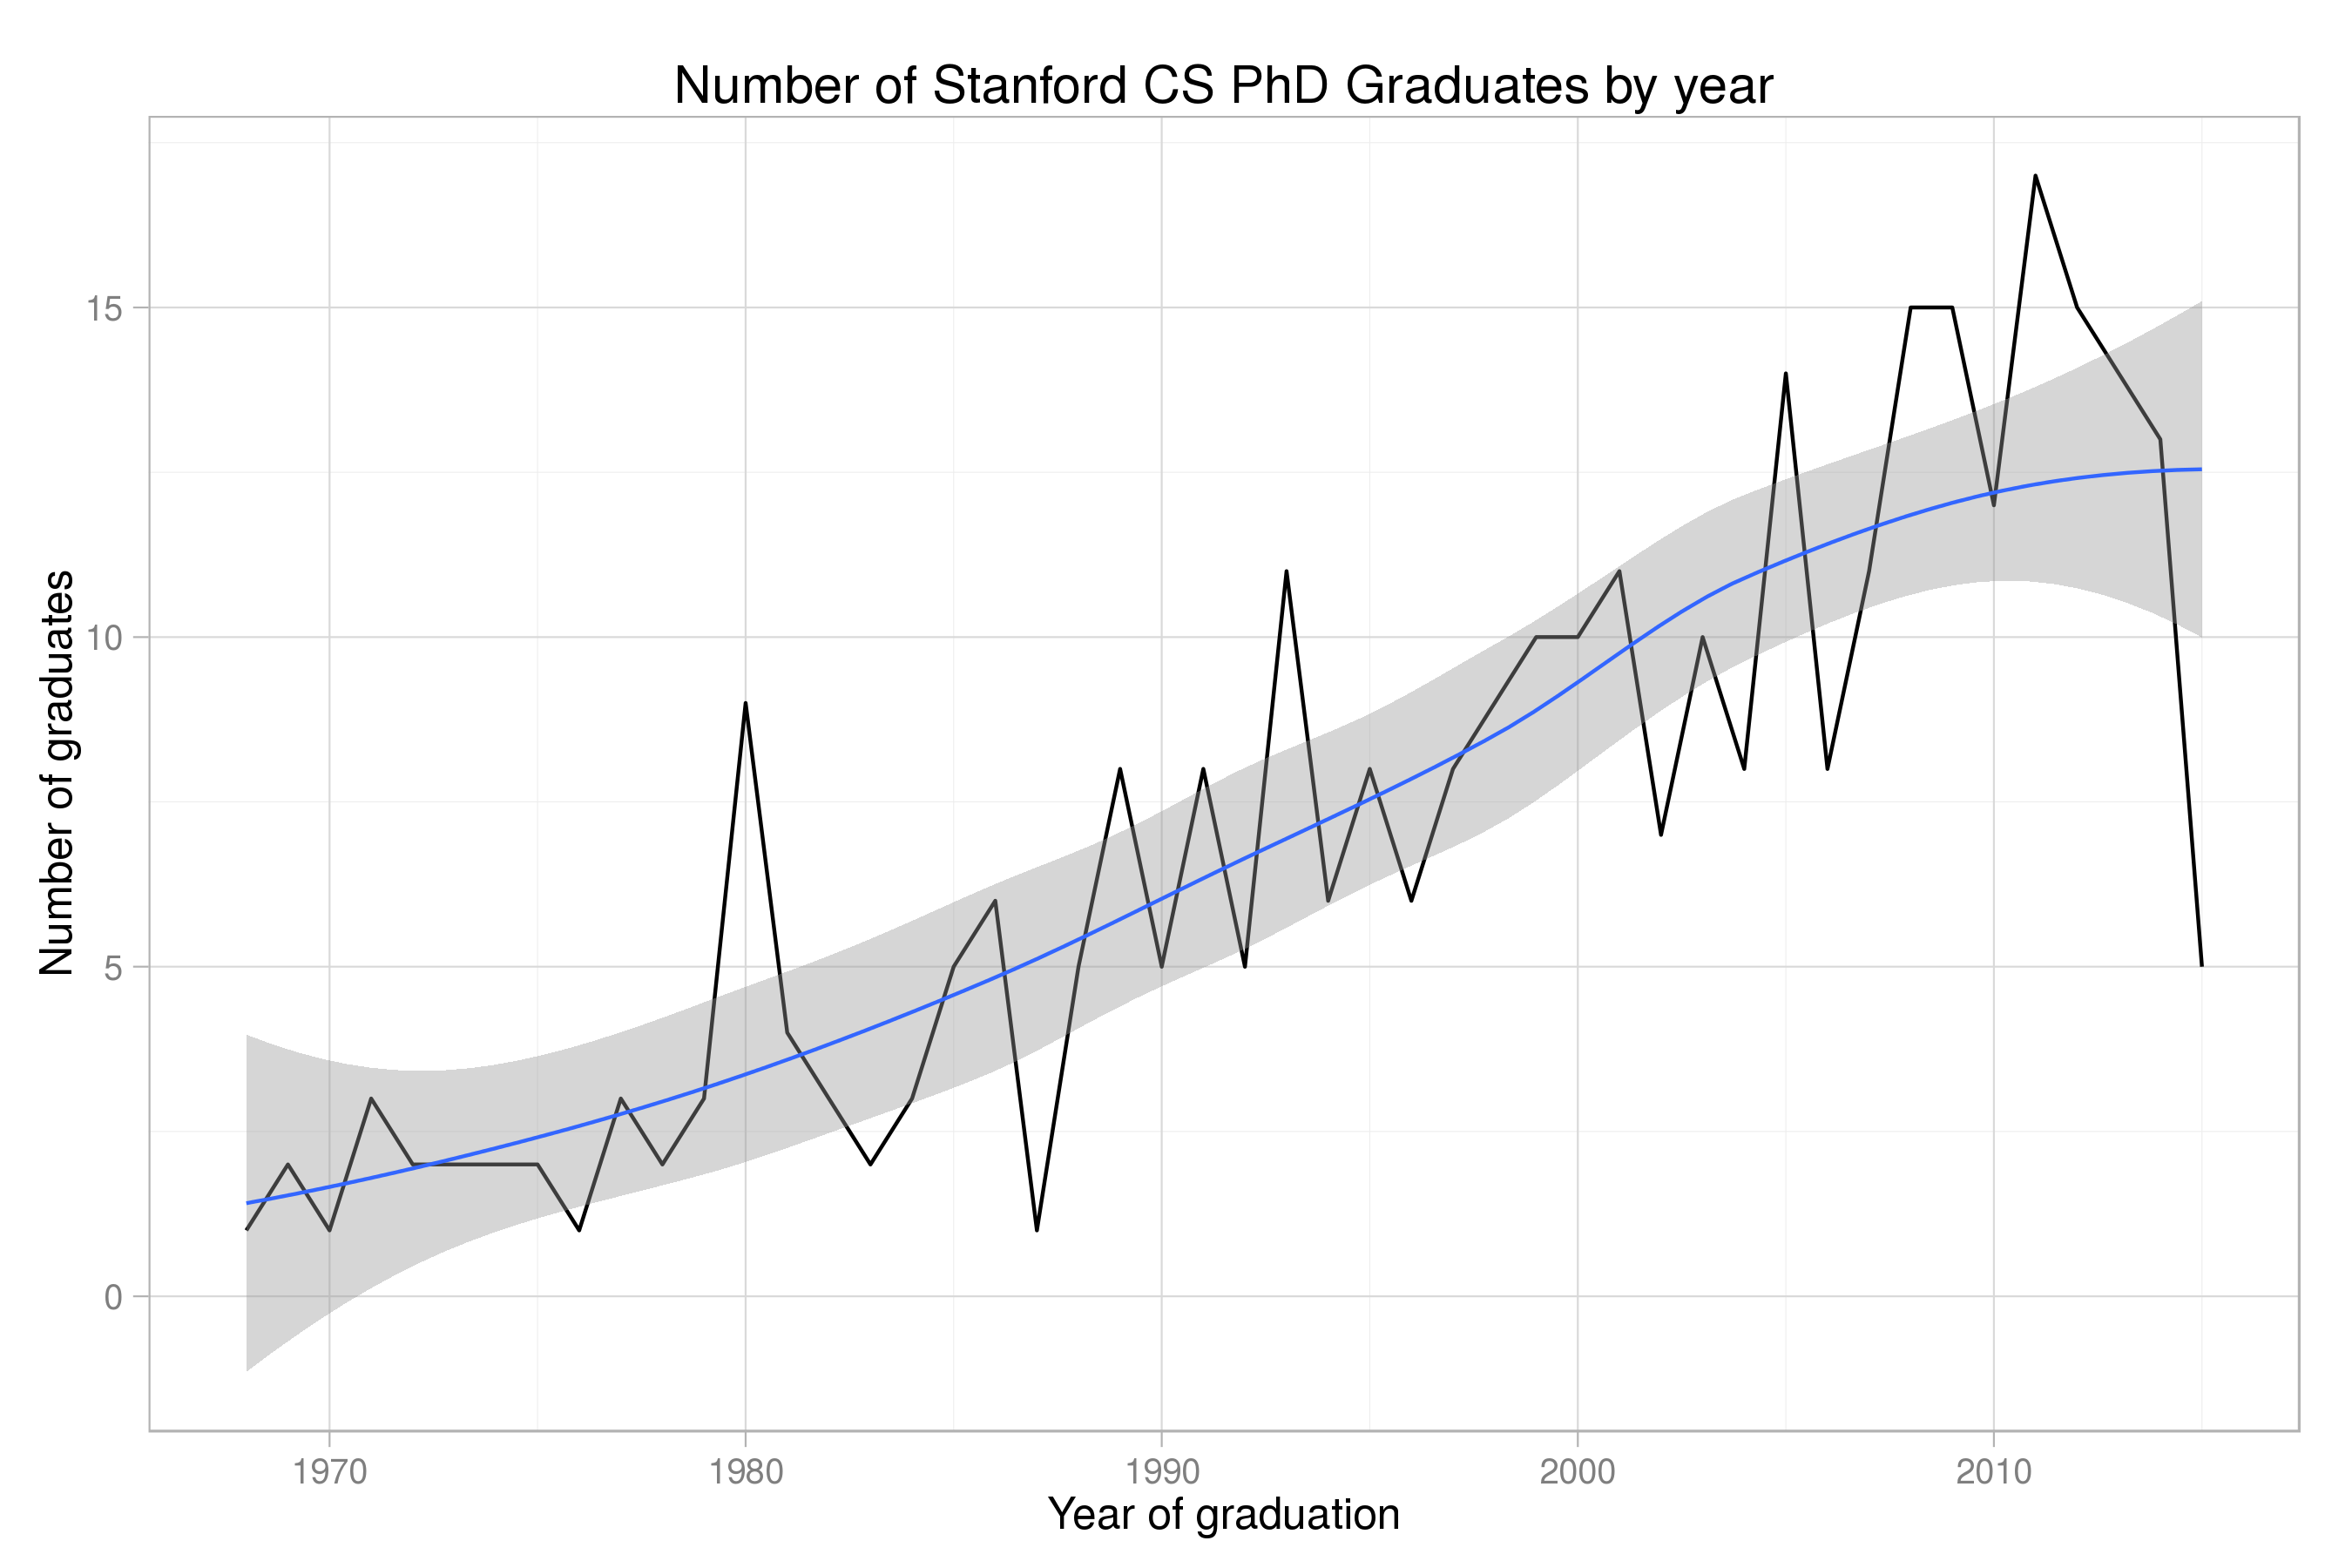 Number of Stanford CS PhD Graduates by year
Number of graduates
15
10
5
0
1970 1980 1990 2000 2010
Year of graduation